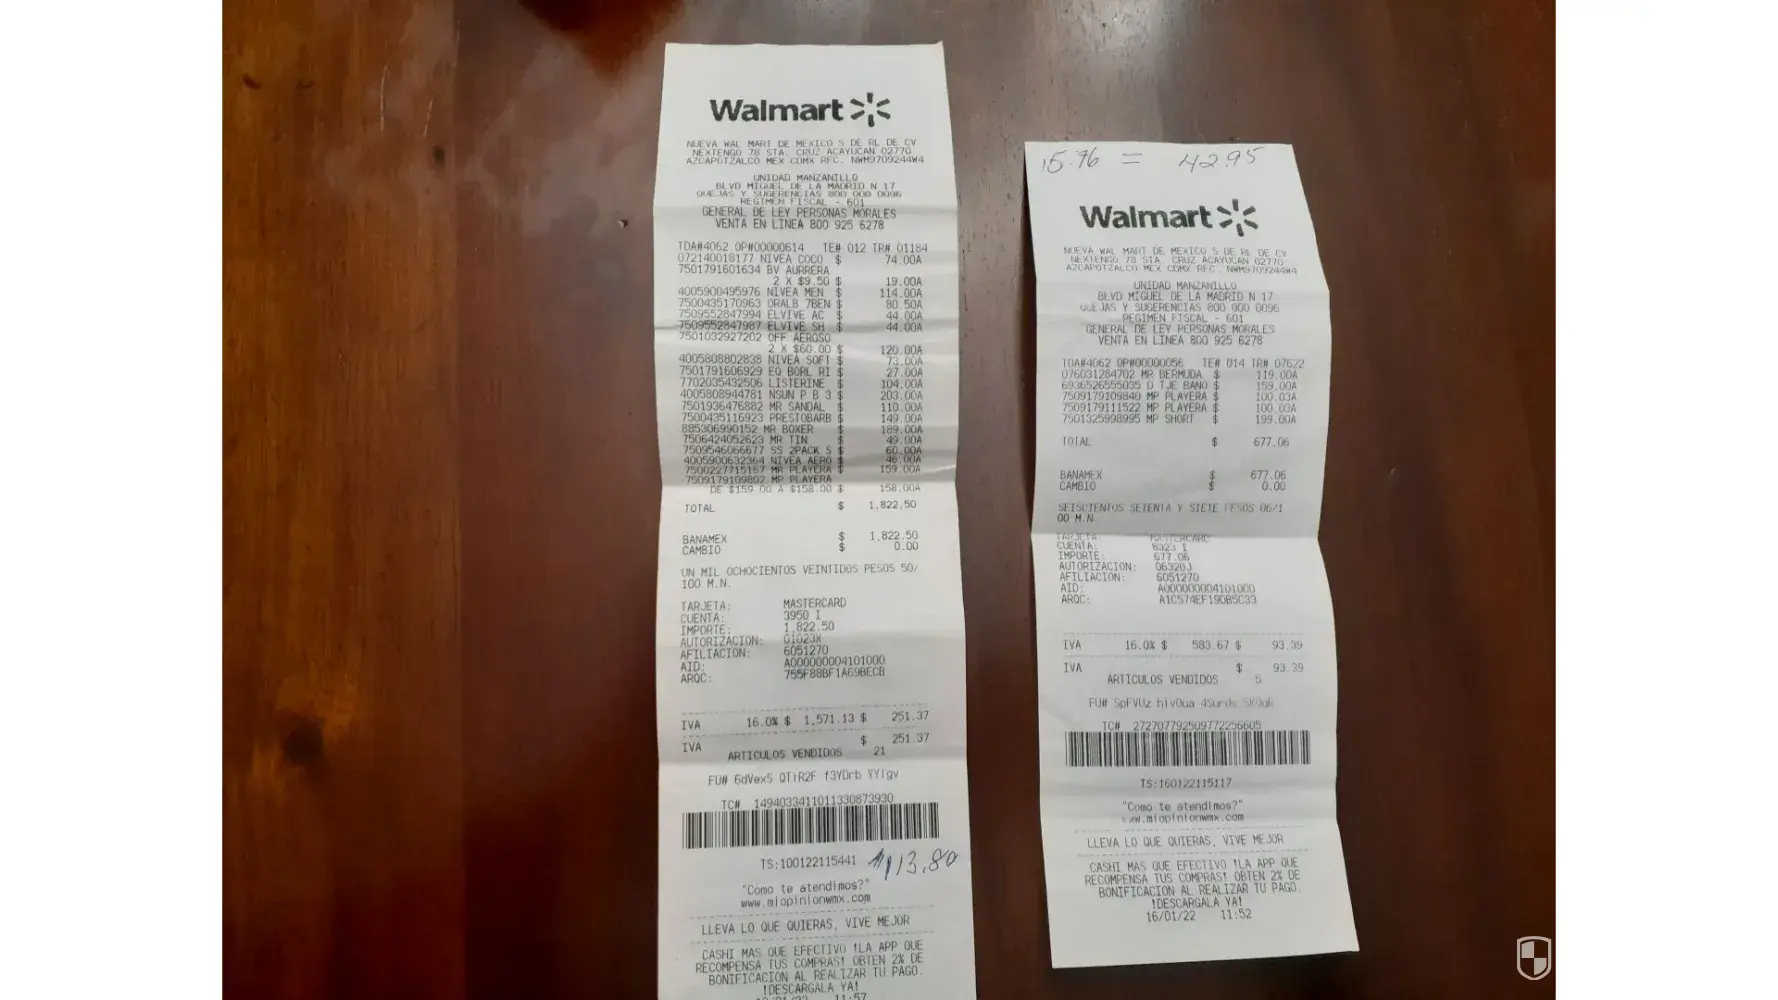 Walmart
NUEVA WAL MART DE MEXICO S DE RL DE CV
NEXTENGO 78 STA. CRUZ ACAYUCAN 02770
AZCAPOTZALCO MEX CDMX RFC. NWM9709244W4
UNIDAD MANZANILLO
BLVD MIGUEL DE LA MADRID N 17
QUEJAS Y SUGERENCIAS 800 000 0096
REGIMEN FISCAL - 601
GENERAL DE LEY PERSONAS MORALES
VENTA EN LINEA 800 925 6278
TDA#4062 OP#00000614 TE# 012 TR# 01184
072140018177 NIVEA COCO $ 74.00A
7501791601634 BV AURRERA
2 X $9.50 $ 19.00A
4005900495976 NIVEA MEN $ 114.00A
7500435170963 ORALB 7BEN $ 80.50A
7509552847994 ELVIVE AC $ 44.00A
7509552847987 ELVIVE SH $ 44.00A
7501032927202 OFF AEROSO
2 X $60.00 $ 120.00A
4005808802838 NIVEA SOFT $ 73.00A
7501791606929 EQ BORL RI $ 27.00A
7702035432506 LISTERINE $ 104.00A
4005808944781 NSUN P B 3 $ 203.00A
7501936476882 MR SANDAL $ 110.00A
7500435116923 PRESTOBARB $ 149.00A
885306990152 MR BOXER $ 189.00A
7506424052623 MR TIN $ 49.00A
7509546066677 SS 2PACK S $ 60.00A
4005900632364 NIVEA AERO $ 46.00A
7500227715167 MR PLAYERA $ 159.00A
7509179109802 MP PLAYERA
DE $159.00 A $158.00 $ 158.00A
TOTAL $ 1,822.50
BANAMEX $ 1,822.50
CAMBIO $ 0.00
UN MIL OCHOCIENTOS VEINTIDOS PESOS 50/
100 M.N.
TARJETA: MASTERCARD
CUENTA: 3950 I
IMPORTE: 1,822.50
AUTORIZACION: 01023X
AFILIACION: 6051270
AID: A000000004101000
ARQC: 755F88BF1A69BECB
IVA 16.0% $ 1,571.13 $ 251.37
IVA $ 251.37
ARTICULOS VENDIDOS 21
FU# 6dVexS QTiR2F f3YDrb YYlgv
TC# 1494033411011330873930
TS:100122115441 $113,80
"Como te atendimos?"
www.miopinionwmx.com
LLEVA LO QUE QUIERAS, VIVE MEJOR
CASHI MAS QUE EFECTIVO !LA APP QUE
RECOMPENSA TUS COMPRAS! OBTEN 2% DE
BONIFICACION AL REALIZAR TU PAGO.
!DESCARGALA YA!
11:57
15.76 = 42.95
Walmart
NUEVA WAL MART DE MEXICO S DE RL DE CV
NEXTENGO 78 STA. CRUZ ACAYUCAN 02770
AZCAPOTZALCO MEX CDMX RFC. NWM9709244W4
UNIDAD MANZANILLO
BLVD MIGUEL DE LA MADRID N 17
QUEJAS Y SUGERENCIAS 800 000 0096
REGIMEN FISCAL - 601
GENERAL DE LEY PERSONAS MORALES
VENTA EN LINEA 800 925 6278
TDA#4062 OP#00000056 TE# 014 TR# 07622
076031284702 MR BERMUDA $ 119.00A
6936526555035 D TJE BANO $ 159.00A
7509179109840 MP PLAYERA $ 100.03A
7509179111522 MP PLAYERA $ 100.03A
7501325998995 MP SHORT $ 199.00A
TOTAL $ 677.06
BANAMEX $ 677.06
CAMBIO $ 0.00
SEISCIENTOS SETENTA Y SIETE PESOS 06/1
00 M.N.
TARJETA: MASTERCARD
CUENTA: 8323 I
IMPORTE: 677.06
AUTORIZACION: 06320J
AFILIACION: 6051270
AID: A000000004101000
ARQC: A1C574EF19DB5C33
IVA 16.0% $ 583.67 $ 93.39
IVA $ 93.39
ARTICULOS VENDIDOS 5
FU# SpFVUz hivOua 4Surds
TC# 272707792509772256605
TS:160122115117
"Como te atendimos?"
www.miopinionwmx.com
LLEVA LO QUE QUIERAS, VIVE MEJOR
CASHI MAS QUE EFECTIVO !LA APP QUE
RECOMPENSA TUS COMPRAS! OBTEN 2% DE
BONIFICACION AL REALIZAR TU PAGO.
!DESCARGALA YA!
16/01/22 11:52